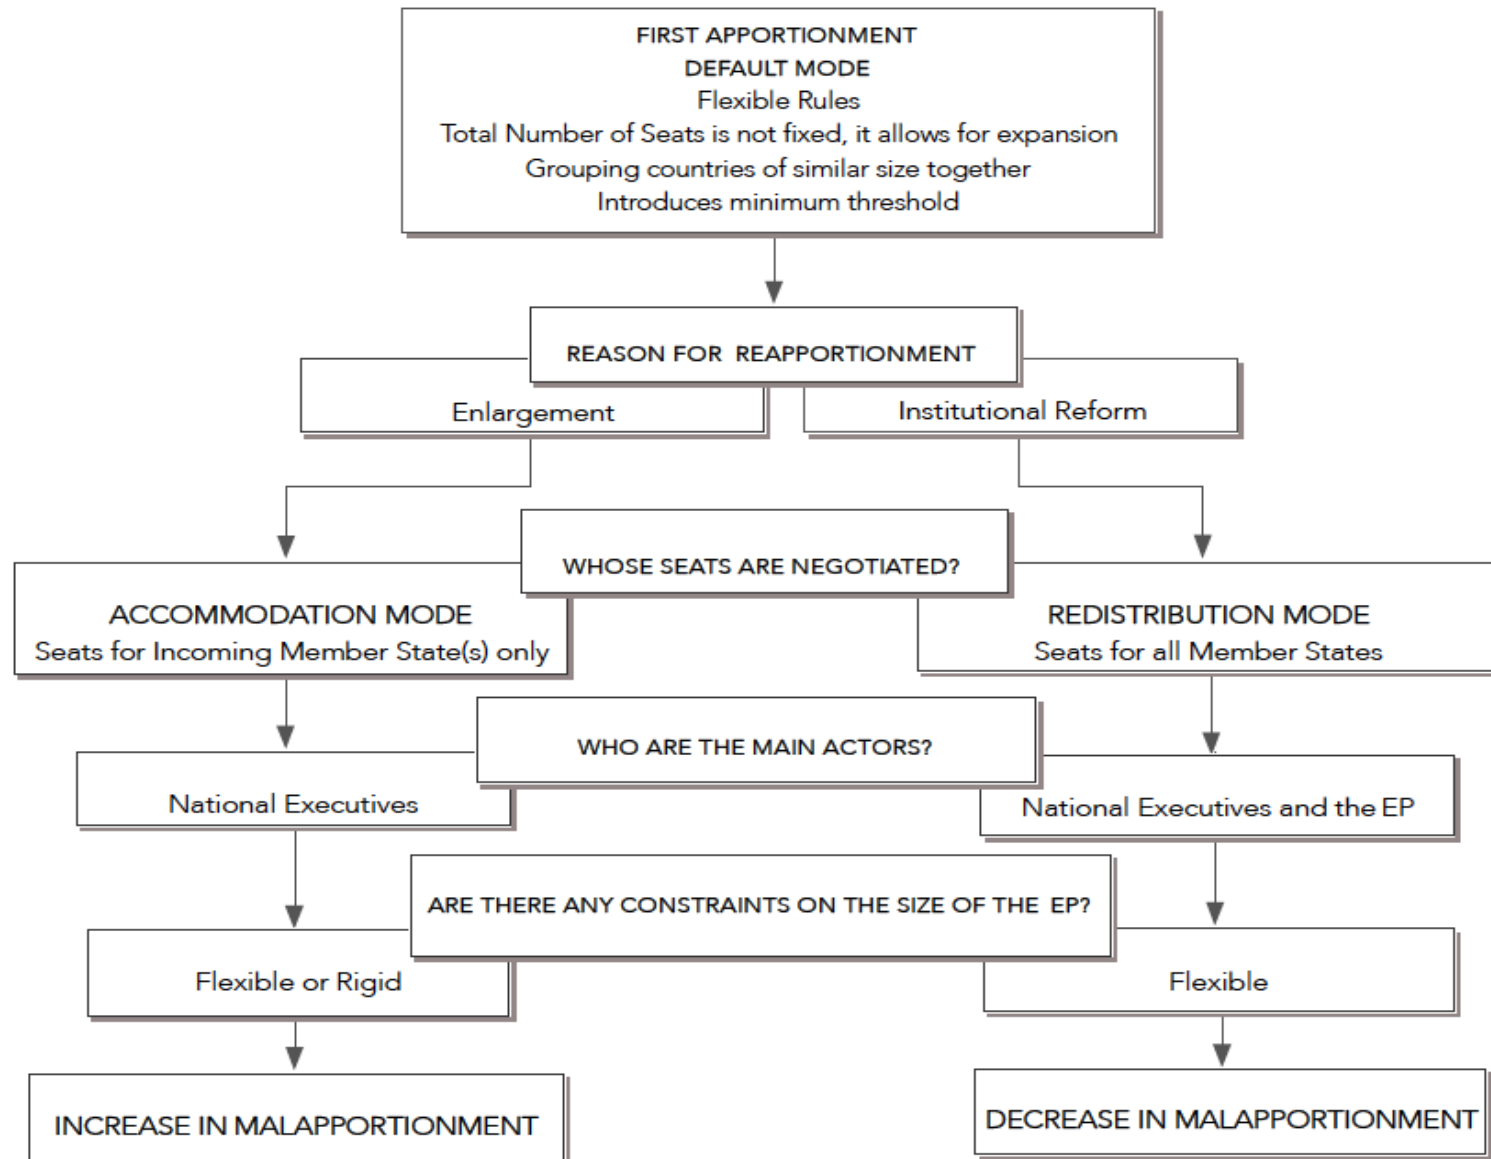 FIRST APPORTIONMENT
DEFAULT MODE
Flexible Rules
Total Number of Seats is not fixed, it allows for expansion
Grouping countries of similar size together
Introduces minimum threshold
REASON FOR REAPPORTIONMENT
Enlargement
Institutional Reform
WHOSE SEATS ARE NEGOTIATED?
ACCOMMODATION MODE
Seats for Incoming Member State(s) only
REDISTRIBUTION MODE
Seats for all Member States
WHO ARE THE MAIN ACTORS?
National Executives
National Executives and the EP
ARE THERE ANY CONSTRAINTS ON THE SIZE OF THE EP?
Flexible or Rigid
Flexible
INCREASE IN MALAPPORTIONMENT
DECREASE IN MALAPPORTIONMENT